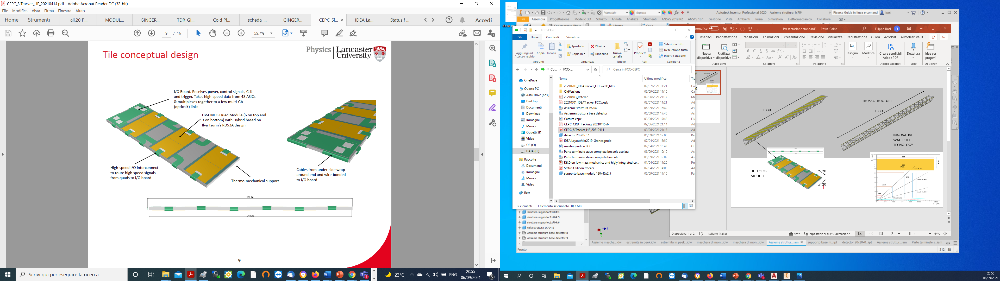 CEPC_SiTracker_HF_20210414.pdf - Adobe Acrobat Reader DC (32-bit)
File Modifica Vista Firma Finestra Aiuto
Home Strumenti all.20 P... MODUL... GINGER... TDR_GI... Cold Pl... scheda_... GINGER... CEPC_Si... × IDEA La... Status f ... Accedi
9 / 16 59,7%
Tile conceptual design
Physics Lancaster University
I/O Board. Receives power, control signals, CLK
and trigger. Takes high-speed data from 48 ASICs
& multiplexes together to a few multi-Gb
(optical?) links
HV-CMOS Quad Module (6 on top and
3 on bottom) with Hybrid based on
Ilya Tsurin's RD53A design
High-speed I/O Interconnect
to route high speed signals
from quads to I/O board
Thermo-mechanical support
Cables from under-side wrap
around end and wire-bonded
to I/O board
250.96
248.20
9
Scrivi qui per eseguire la ricerca
23°C ENG 20:55
06/09/2021
5
Autodesk Inventor Professional 2020 Assieme struttura 1x704
Materiale Aspetto Ricerca Guida in linea e comand bosi
File Assembla Progettazione Modello 3D Schizzo Annota Analizza Strumenti ANSYS 2019 R2 ANSYS 18.1 Gestione Vista Ambienti Inizia Simulation Elettromeccanico Collabora
FCC-CEPC
File Home Condividi Visualizza
Aggiungi ad
Accesso rapido
Copia Incolla
Appunti
Sposta in Elimina
Copia in Rinomina
Organizza
Nuova
cartella
Nuovo
Proprietà
Apri
Seleziona tutto
Deseleziona tutto
Inverti selezione
Seleziona
Co... FCC-... Cerca in FCC-CEPC
Nome Ultima modifica
OneDrive
Questo PC
A360 Drive (bosi
Desktop
Documenti
Download
Immagini
Musica
Oggetti 3D
Video
OS (C:)
DATA (D:)
Raccolte
Documenti
Immagini
Musica
Video
Rete
20210701_IDEATracker_FCCweek_files 02/07/2021 11:21
OldVersions 06/09/2021 17:10
20210603_Referee 02/06/2021 21:17
20210701_IDEATracker_FCCweek 02/07/2021 11:21
Assieme struttura 1x704 06/09/2021 16:49
Assieme struttura base detector 06/09/2021 17:45
Cattura cepc 03/06/2021 17:42
CEPC_CRD_Tracking_20210415v6 02/06/2021 21:14
CEPC_SiTracker_HF_20210414 02/06/2021 21:13
detector 20x20x0.1 06/09/2021 17:06
IDEA LayoutMar2019-Grancagnolo 07/04/2021 15:50
meeting indico FCC 07/04/2021 15:43
Parte terminale stave completa boccole asolata 06/09/2021 19:10
Parte terminale stave completa boccole 06/09/2021 19:09
R&D on low mass mechanics and higly integrated co... 01/04/2021 11:20
Status f silicon tracker 07/04/2021 14:08
supporto base modulo 120x40x2.5 06/09/2021 17:10
17 elementi 1 elemento selezionato 10,7 MB
struttura supportoc1x704:4
struttura supportoc1x704:5
struttura supportoc1x704:6
colla struttura 1x704:2
Assieme struttura base detector:8
Assieme struttura base detector:9
Pronto
Presentazione standard3 - PowerPoint Filippo Bosi FB
Inserisci Progettazione Transizioni Animazioni Presentazione Revisione Visualizza Registrazione Guida Acrobat Autodesk Vault
Nuova
diapositiva
Riutilizza
diapositive
Diapositive
Carattere
Paragrafo
Disegno
Modifica
Crea e condividi
Adobe PDF
Adobe Acrobat
Dettatura
Voce
Idee per
progetti
Designer
1330
TRUSS STRUCTURE
1330
INNOVATIVE
WATER JET
TECNOLOGY
DETECTOR
MODULE
20
20
Diapositiva 1 di 2 Italiano (Italia) Note Impostazioni di visualizzazione 64%
Assieme masche...idw estremita in peek.idw estremita in peek...idw maschera di mon...idw maschera di mon...idw Assieme struttur...iam supporto base m...ipt detector 20x20x0...ipt Assieme struttur...iam Parte terminale s...iam
212 88
20:55
06/09/2021